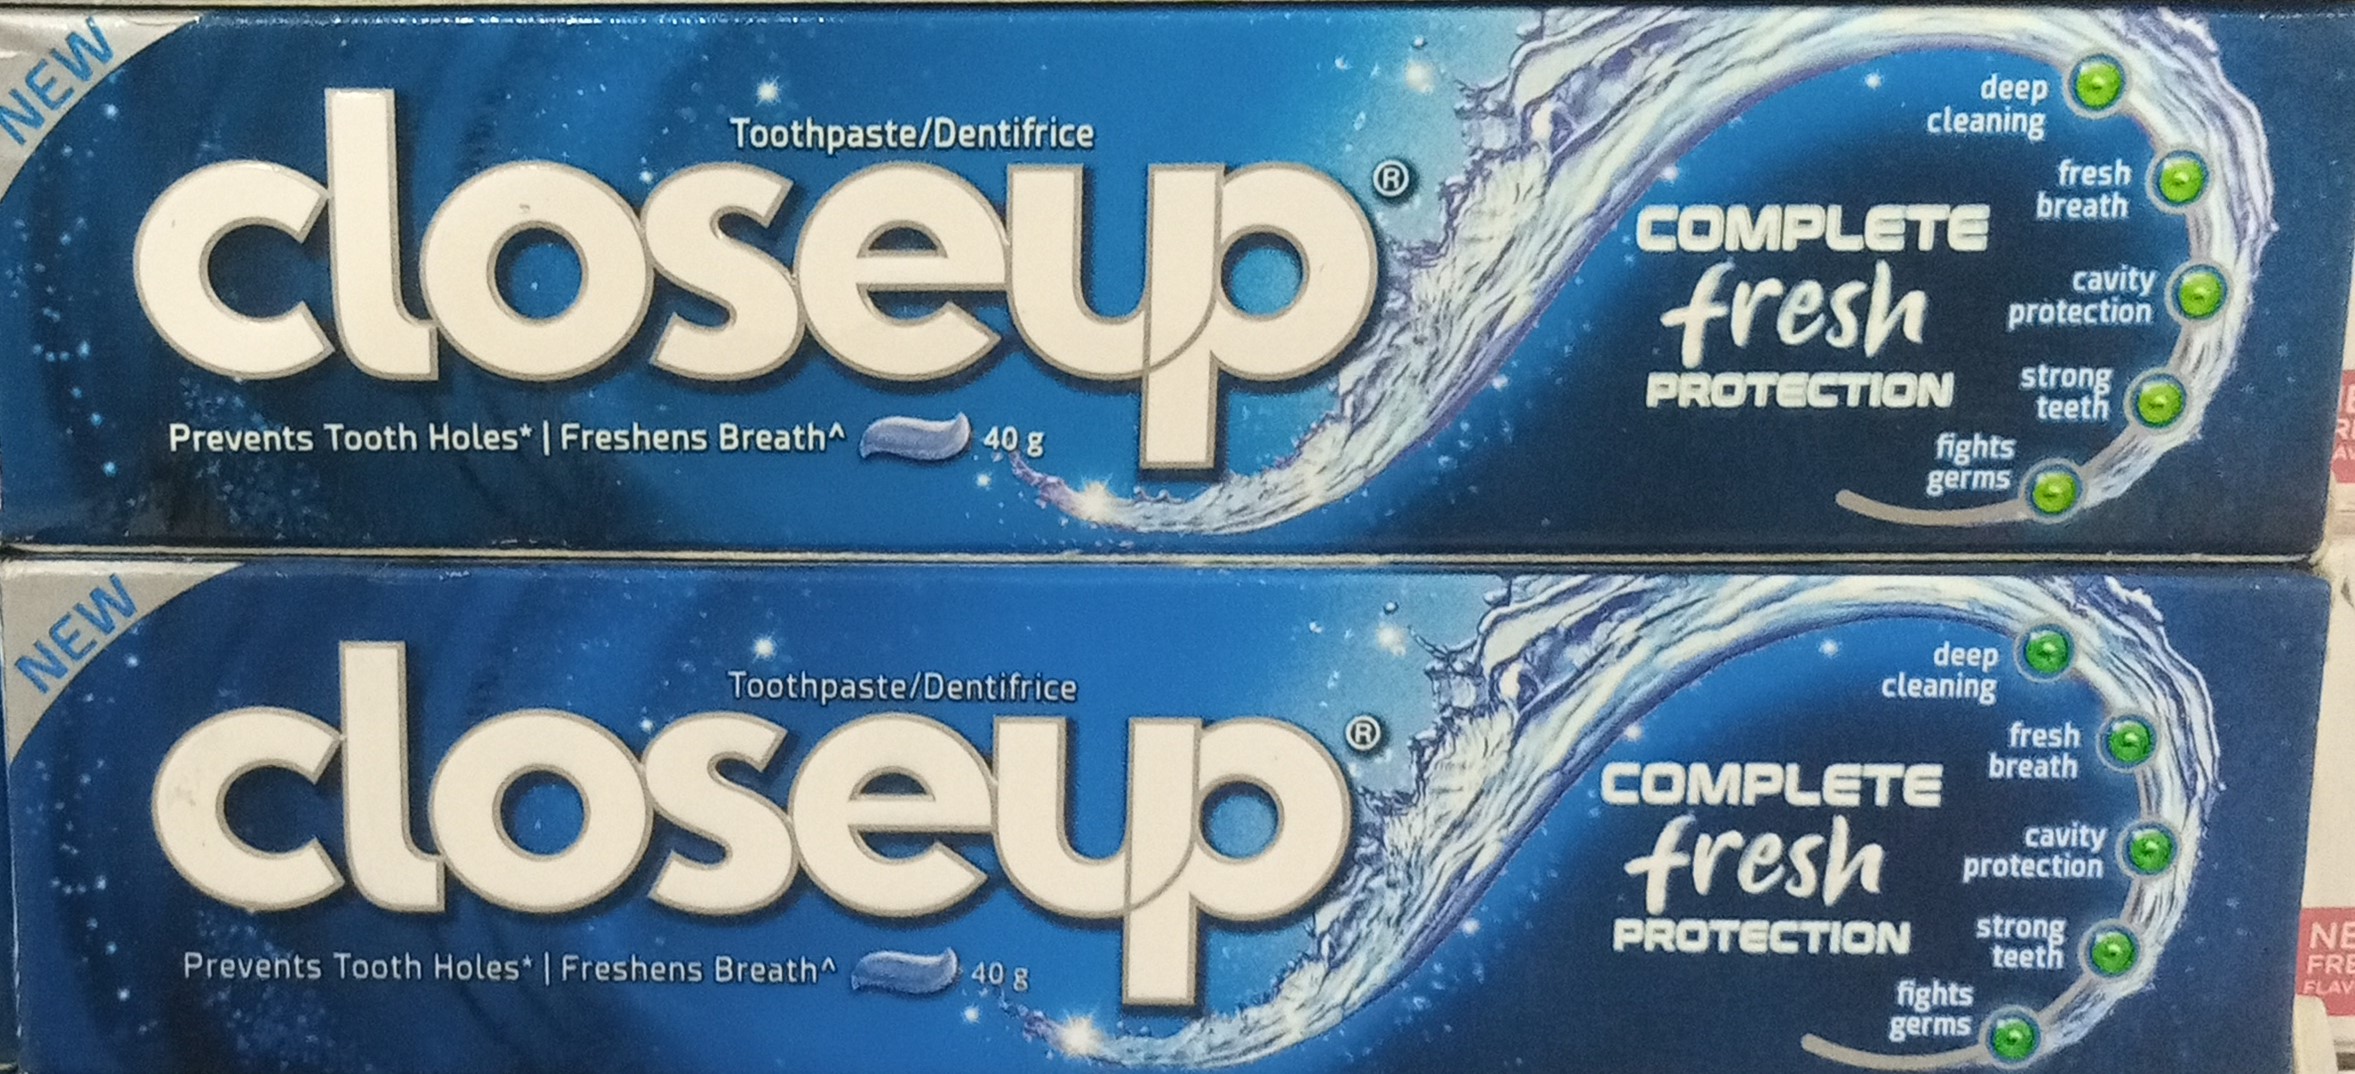 NEW
Toothpaste/Dentifrice
closeup®
Prevents Tooth Holes* | Freshens Breath^ 40 g
COMPLETE
fresh
PROTECTION
deep
cleaning
fresh
breath
cavity
protection
strong
teeth
fights
germs
NEW
Toothpaste/Dentifrice
closeup®
Prevents Tooth Holes* | Freshens Breath^ 40 g
COMPLETE
fresh
PROTECTION
deep
cleaning
fresh
breath
cavity
protection
strong
teeth
fights
germs